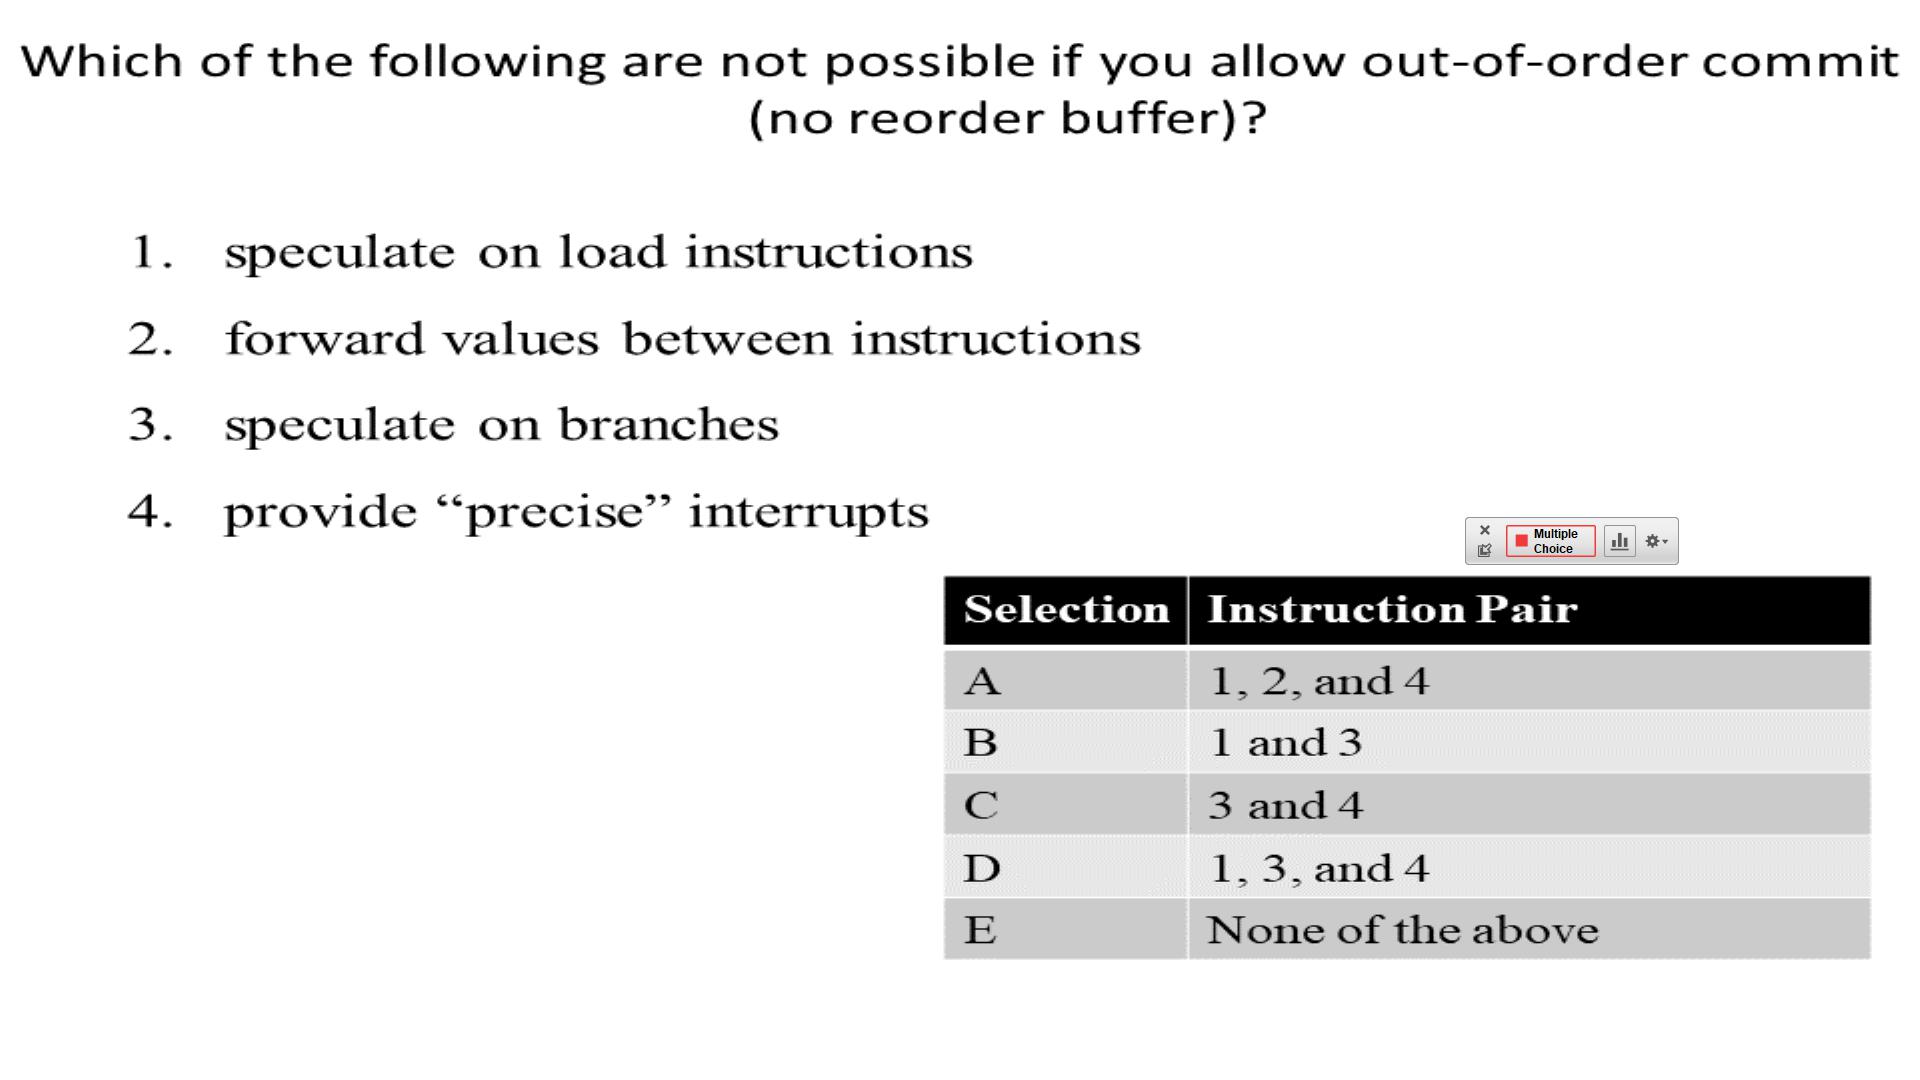 Which of the following are not possible if you allow out-of-order commit
(no reorder buffer)?
1. speculate on load instructions
2. forward values between instructions
3. speculate on branches
4. provide “precise” interrupts
Multiple
Choice
Selection Instruction Pair
A 1, 2, and 4
B 1 and 3
C 3 and 4
D 1, 3, and 4
E None of the above